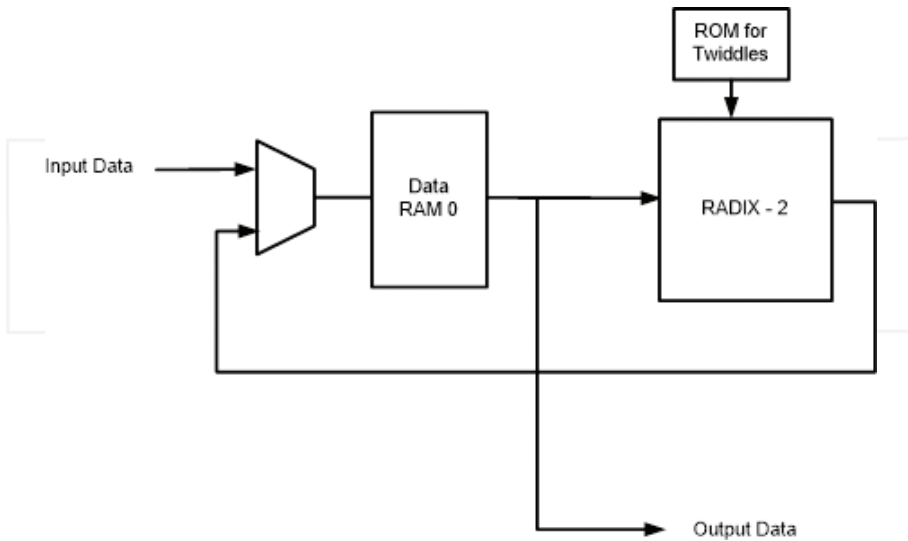 ROM for
Twiddles
Input Data
Data
RAM 0
RADIX - 2
Output Data